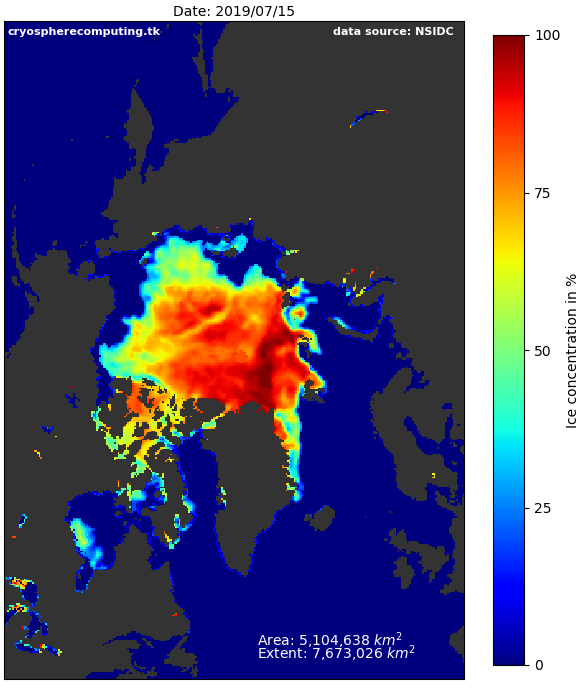 Date: 2019/07/15
cryospherecomputing.tk data source: NSIDC
100
75
50
25
0
Ice concentration in %
Area: 5,104,638 km²
Extent: 7,673,026 km²